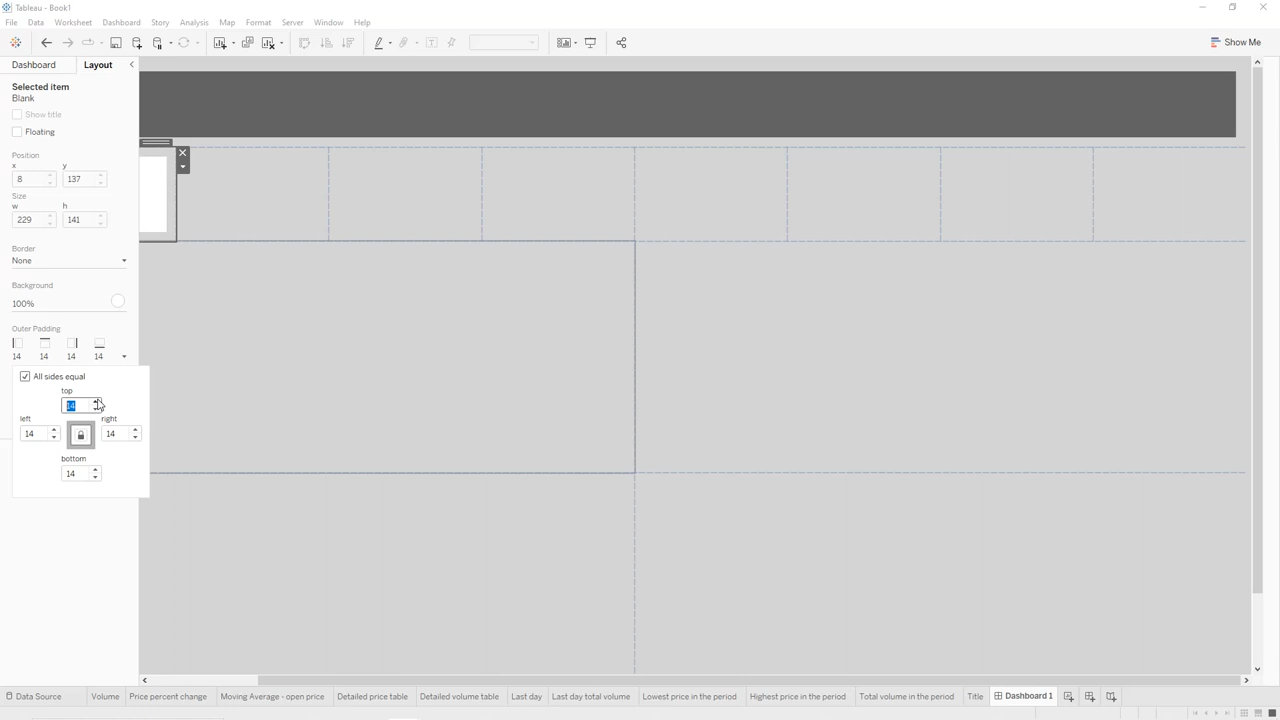 Tableau - Book1
File Data Worksheet Dashboard Story Analysis Map Format Server Window Help
Show Me
Dashboard Layout
Selected item
Blank
Show title
Floating
Position
x y
8 137
Size
w h
229 141
Border
None
Background
100%
Outer Padding
14 14 14 14
All sides equal
top
14
left right
14 14
bottom
14
Data Source Volume Price percent change Moving Average - open price Detailed price table Detailed volume table Last day Last day total volume Lowest price in the period Highest price in the period Total volume in the period Title Dashboard 1